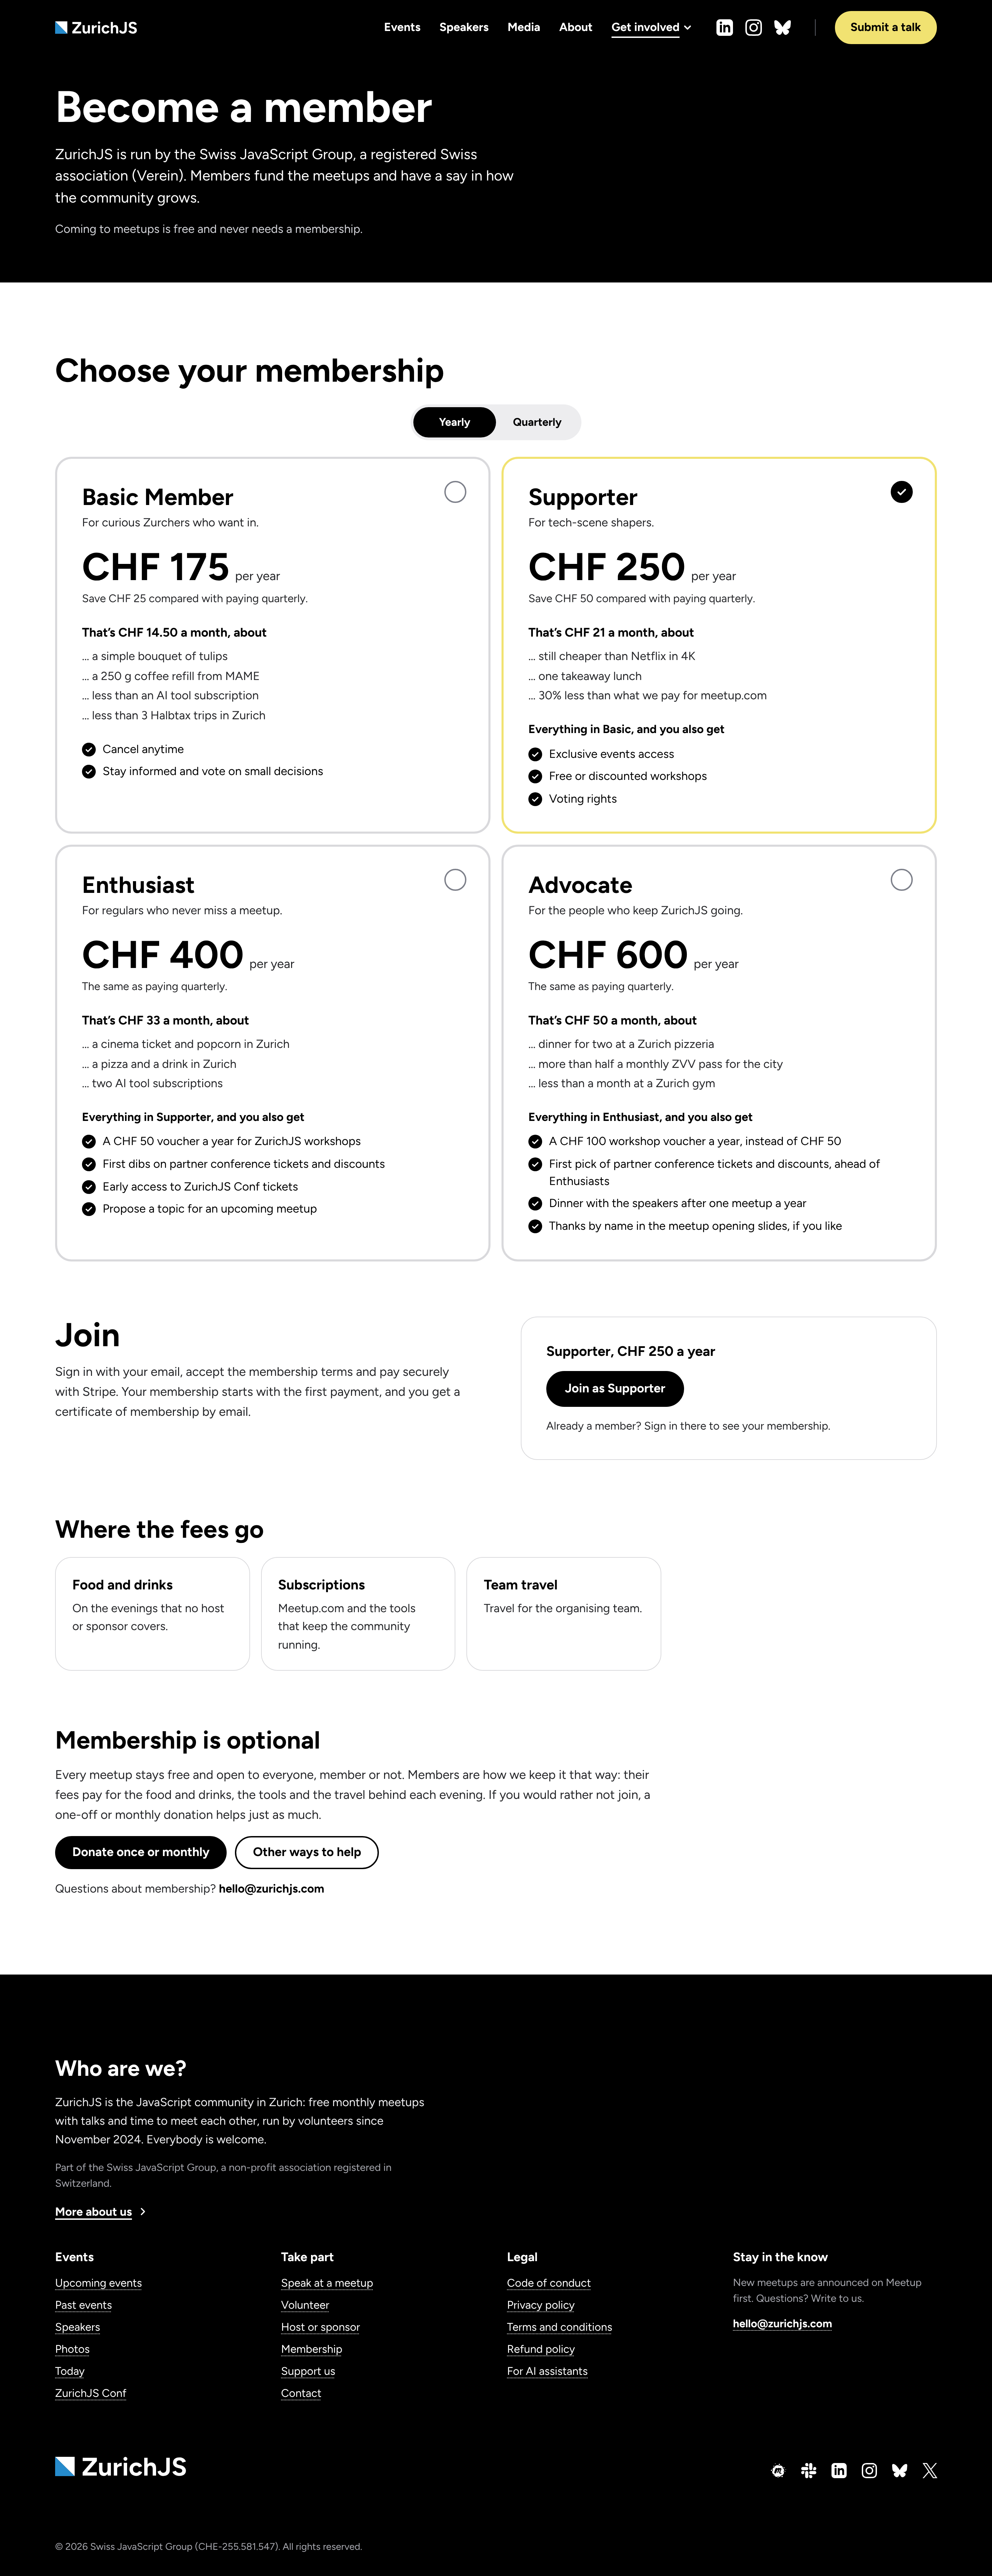 ZurichJS
Events
Speakers
Media
About
Get involved
Submit a talk
Become a member
ZurichJS is run by the Swiss JavaScript Group, a registered Swiss
association (Verein). Members fund the meetups and have a say in how
the community grows.
Coming to meetups is free and never needs a membership.
Choose your membership
Yearly
Quarterly
Basic Member
For curious Zurchers who want in.
CHF 175 per year
Save CHF 25 compared with paying quarterly.
That’s CHF 14.50 a month, about
... a simple bouquet of tulips
... a 250 g coffee refill from MAME
... less than an AI tool subscription
... less than 3 Halbtax trips in Zurich
Cancel anytime
Stay informed and vote on small decisions
Supporter
For tech-scene shapers.
CHF 250 per year
Save CHF 50 compared with paying quarterly.
That’s CHF 21 a month, about
... still cheaper than Netflix in 4K
... one takeaway lunch
... 30% less than what we pay for meetup.com
Everything in Basic, and you also get
Exclusive events access
Free or discounted workshops
Voting rights
Enthusiast
For regulars who never miss a meetup.
CHF 400 per year
The same as paying quarterly.
That’s CHF 33 a month, about
... a cinema ticket and popcorn in Zurich
... a pizza and a drink in Zurich
... two AI tool subscriptions
Everything in Supporter, and you also get
A CHF 50 voucher a year for ZurichJS workshops
First dibs on partner conference tickets and discounts
Early access to ZurichJS Conf tickets
Propose a topic for an upcoming meetup
Advocate
For the people who keep ZurichJS going.
CHF 600 per year
The same as paying quarterly.
That’s CHF 50 a month, about
... dinner for two at a Zurich pizzeria
... more than half a monthly ZVV pass for the city
... less than a month at a Zurich gym
Everything in Enthusiast, and you also get
A CHF 100 workshop voucher a year, instead of CHF 50
First pick of partner conference tickets and discounts, ahead of
Enthusiasts
Dinner with the speakers after one meetup a year
Thanks by name in the meetup opening slides, if you like
Join
Sign in with your email, accept the membership terms and pay securely
with Stripe. Your membership starts with the first payment, and you get a
certificate of membership by email.
Supporter, CHF 250 a year
Join as Supporter
Already a member? Sign in there to see your membership.
Where the fees go
Food and drinks
On the evenings that no host
or sponsor covers.
Subscriptions
Meetup.com and the tools
that keep the community
running.
Team travel
Travel for the organising team.
Membership is optional
Every meetup stays free and open to everyone, member or not. Members are how we keep it that way: their
fees pay for the food and drinks, the tools and the travel behind each evening. If you would rather not join, a
one-off or monthly donation helps just as much.
Donate once or monthly
Other ways to help
Questions about membership? hello@zurichjs.com
Who are we?
ZurichJS is the JavaScript community in Zurich: free monthly meetups
with talks and time to meet each other, run by volunteers since
November 2024. Everybody is welcome.
Part of the Swiss JavaScript Group, a non-profit association registered in
Switzerland.
More about us
Events
Upcoming events
Past events
Speakers
Photos
Today
ZurichJS Conf
Take part
Speak at a meetup
Volunteer
Host or sponsor
Membership
Support us
Contact
Legal
Code of conduct
Privacy policy
Terms and conditions
Refund policy
For AI assistants
Stay in the know
New meetups are announced on Meetup
first. Questions? Write to us.
hello@zurichjs.com
ZurichJS
© 2026 Swiss JavaScript Group (CHE-255.581.547). All rights reserved.